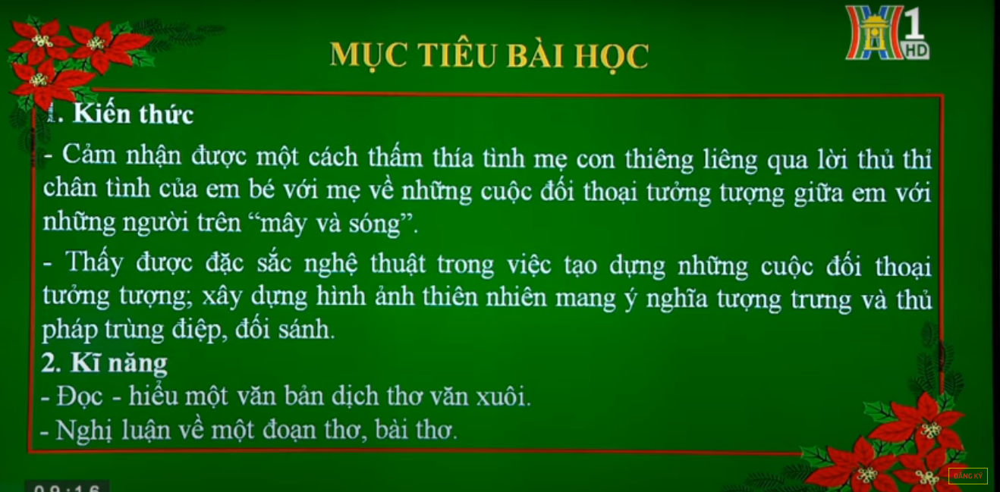 MỤC TIÊU BÀI HỌC
1
HD
1. Kiến thức
- Cảm nhận được một cách thấm thía tình mẹ con thiêng liêng qua lời thủ thỉ
chân tình của em bé với mẹ về những cuộc đối thoại tưởng tượng giữa em với
những người trên “mây và sóng”.
- Thấy được đặc sắc nghệ thuật trong việc tạo dựng những cuộc đối thoại
tưởng tượng; xây dựng hình ảnh thiên nhiên mang ý nghĩa tượng trưng và thủ
pháp trùng điệp, đối sánh.
2. Kĩ năng
- Đọc - hiểu một văn bản dịch thơ văn xuôi.
- Nghị luận về một đoạn thơ, bài thơ.
ĐĂNG KÝ
09:16